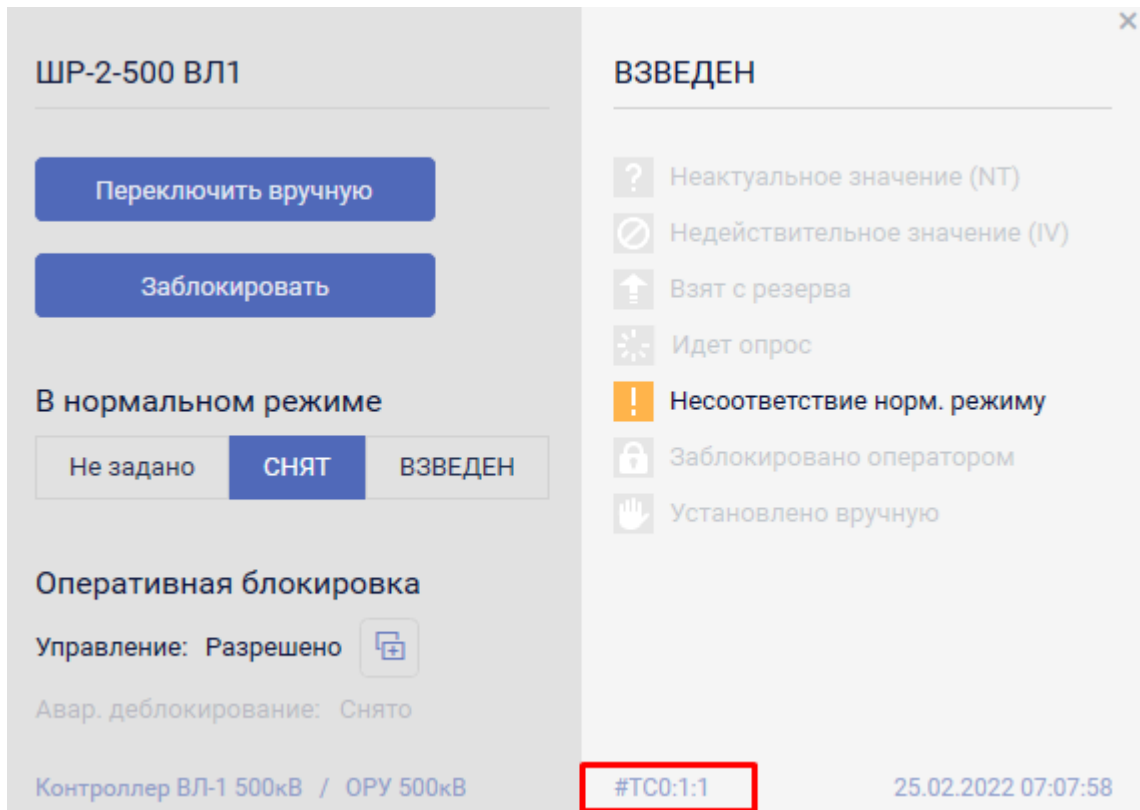 ШР-2-500 ВЛ1
Переключить вручную
Заблокировать
В нормальном режиме
Не задано СНЯТ ВЗВЕДЕН
Оперативная блокировка
Управление: Разрешено
Авар. деблокирование: Снято
Контроллер ВЛ-1 500кВ / ОРУ 500кВ
ВЗВЕДЕН
Неактуальное значение (NT)
Недействительное значение (IV)
Взят с резерва
Идет опрос
Несоответствие норм. режиму
Заблокировано оператором
Установлено вручную
#ТС0:1:1 25.02.2022 07:07:58